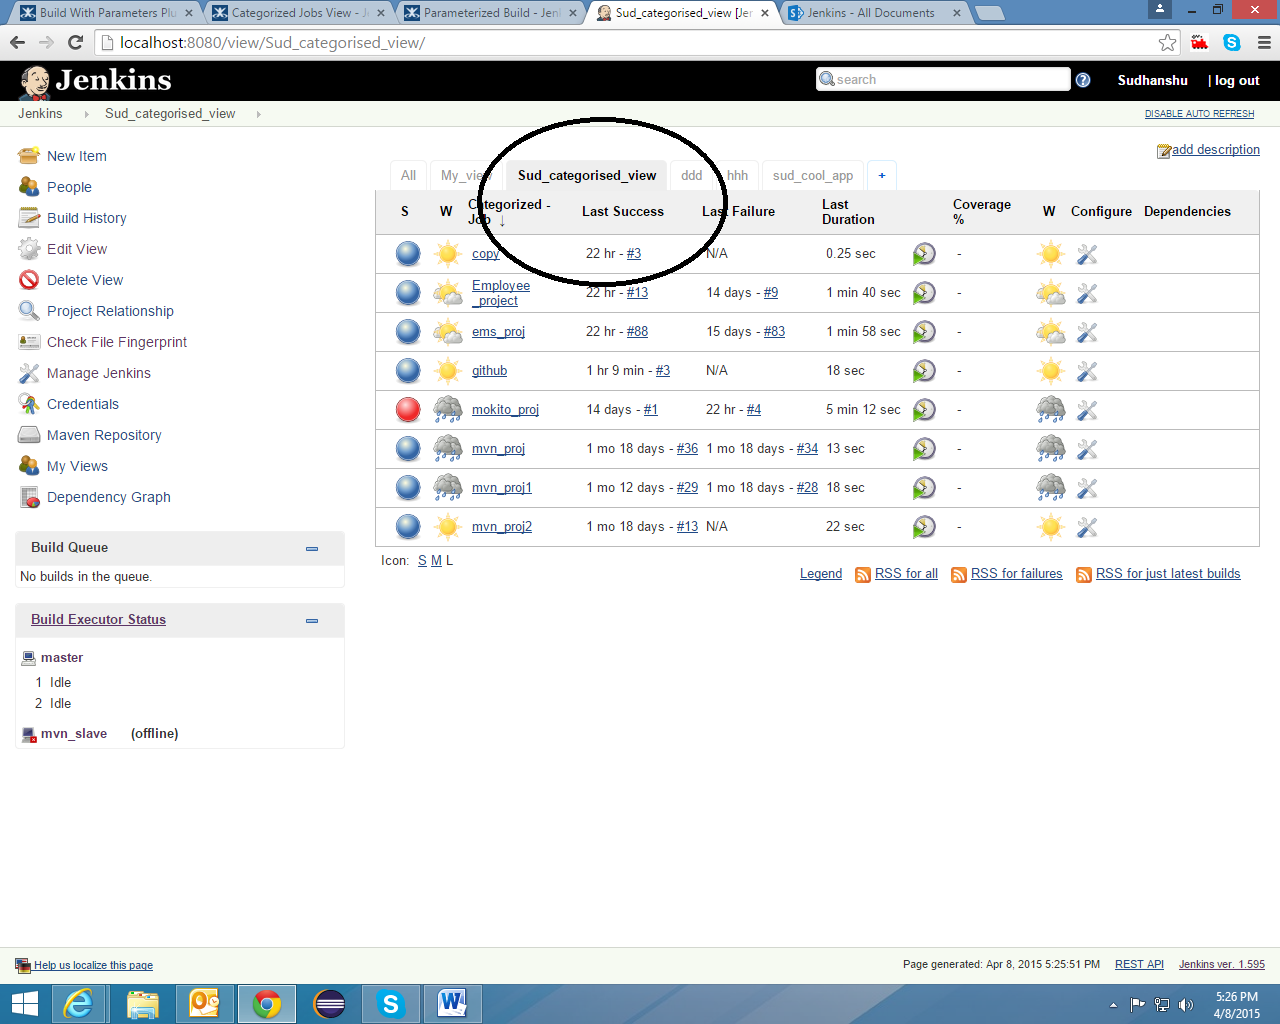 Build With Parameters Plu
Categorized Jobs View - J
Parameterized Build - Jen
Sud_categorised_view [Jer
Jenkins - All Documents
localhost:8080/view/Sud_categorised_view/
Jenkins
search
Sudhanshu | log out
Jenkins Sud_categorised_view
DISABLE AUTO REFRESH
add description
New Item
People
Build History
Edit View
Delete View
Project Relationship
Check File Fingerprint
Manage Jenkins
Credentials
Maven Repository
My Views
Dependency Graph
Build Queue
No builds in the queue.
Build Executor Status
master
1 Idle
2 Idle
mvn_slave (offline)
All My_view Sud_categorised_view ddd hhh sud_cool_app +
S W Categorized - Job ↓ Last Success Last Failure Last Duration Coverage % W Configure Dependencies
copy 22 hr - #3 N/A 0.25 sec -
Employee
_project 22 hr - #13 14 days - #9 1 min 40 sec -
ems_proj 22 hr - #88 15 days - #83 1 min 58 sec -
github 1 hr 9 min - #3 N/A 18 sec -
mokito_proj 14 days - #1 22 hr - #4 5 min 12 sec -
mvn_proj 1 mo 18 days - #36 1 mo 18 days - #34 13 sec -
mvn_proj1 1 mo 12 days - #29 1 mo 18 days - #28 18 sec -
mvn_proj2 1 mo 18 days - #13 N/A 22 sec -
Icon: S M L
Legend RSS for all RSS for failures RSS for just latest builds
Help us localize this page
Page generated: Apr 8, 2015 5:25:51 PM REST API Jenkins ver. 1.595
5:26 PM
4/8/2015